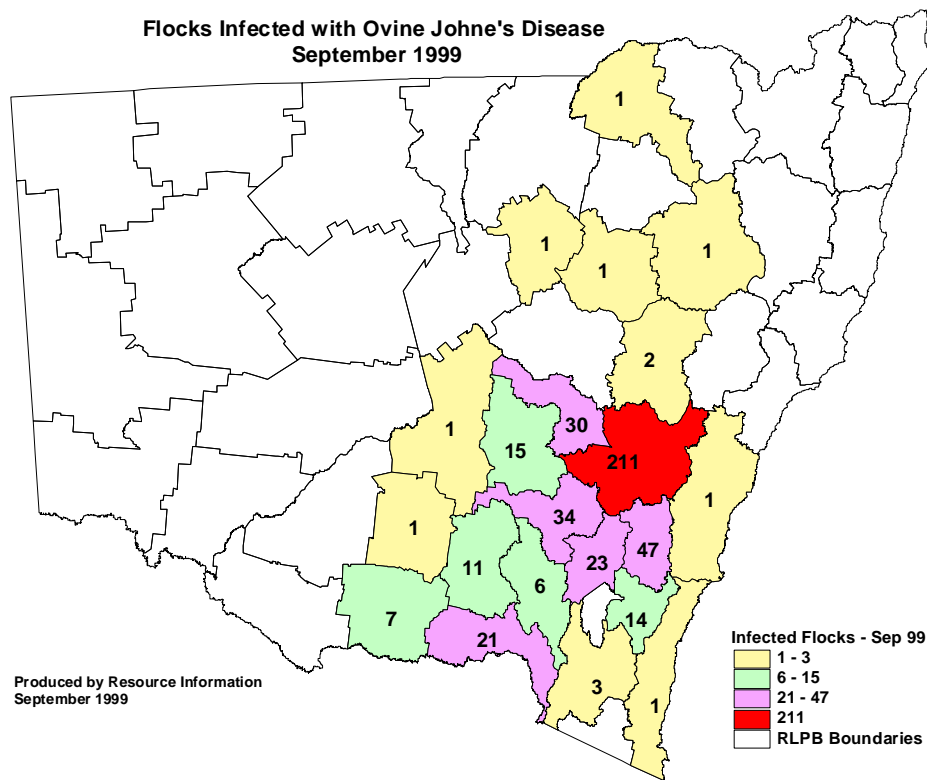 Flocks Infected with Ovine Johne's Disease
September 1999
1
1
1
1
2
1
30
15
211
1
34
1
47
23
11
6
7
14
21
3
1
Infected Flocks - Sep 99
1 - 3
6 - 15
21 - 47
211
RLPB Boundaries
Produced by Resource Information
September 1999